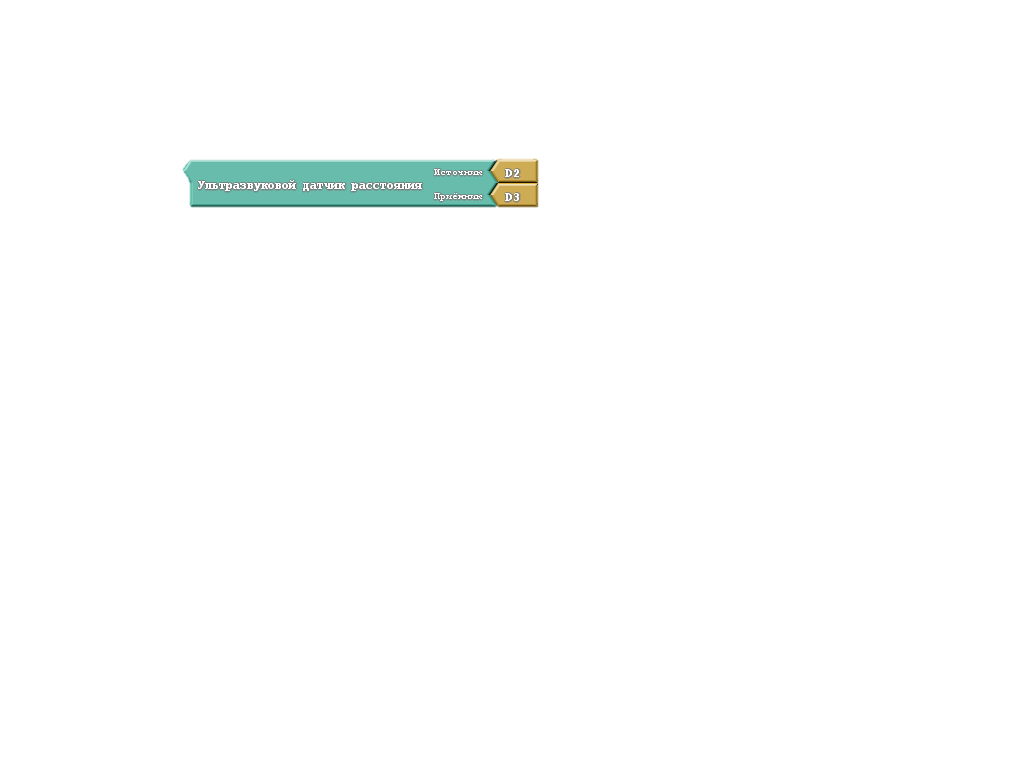 Источник
D2
Ультразвуковой датчик расстояния
Приёмник
D3